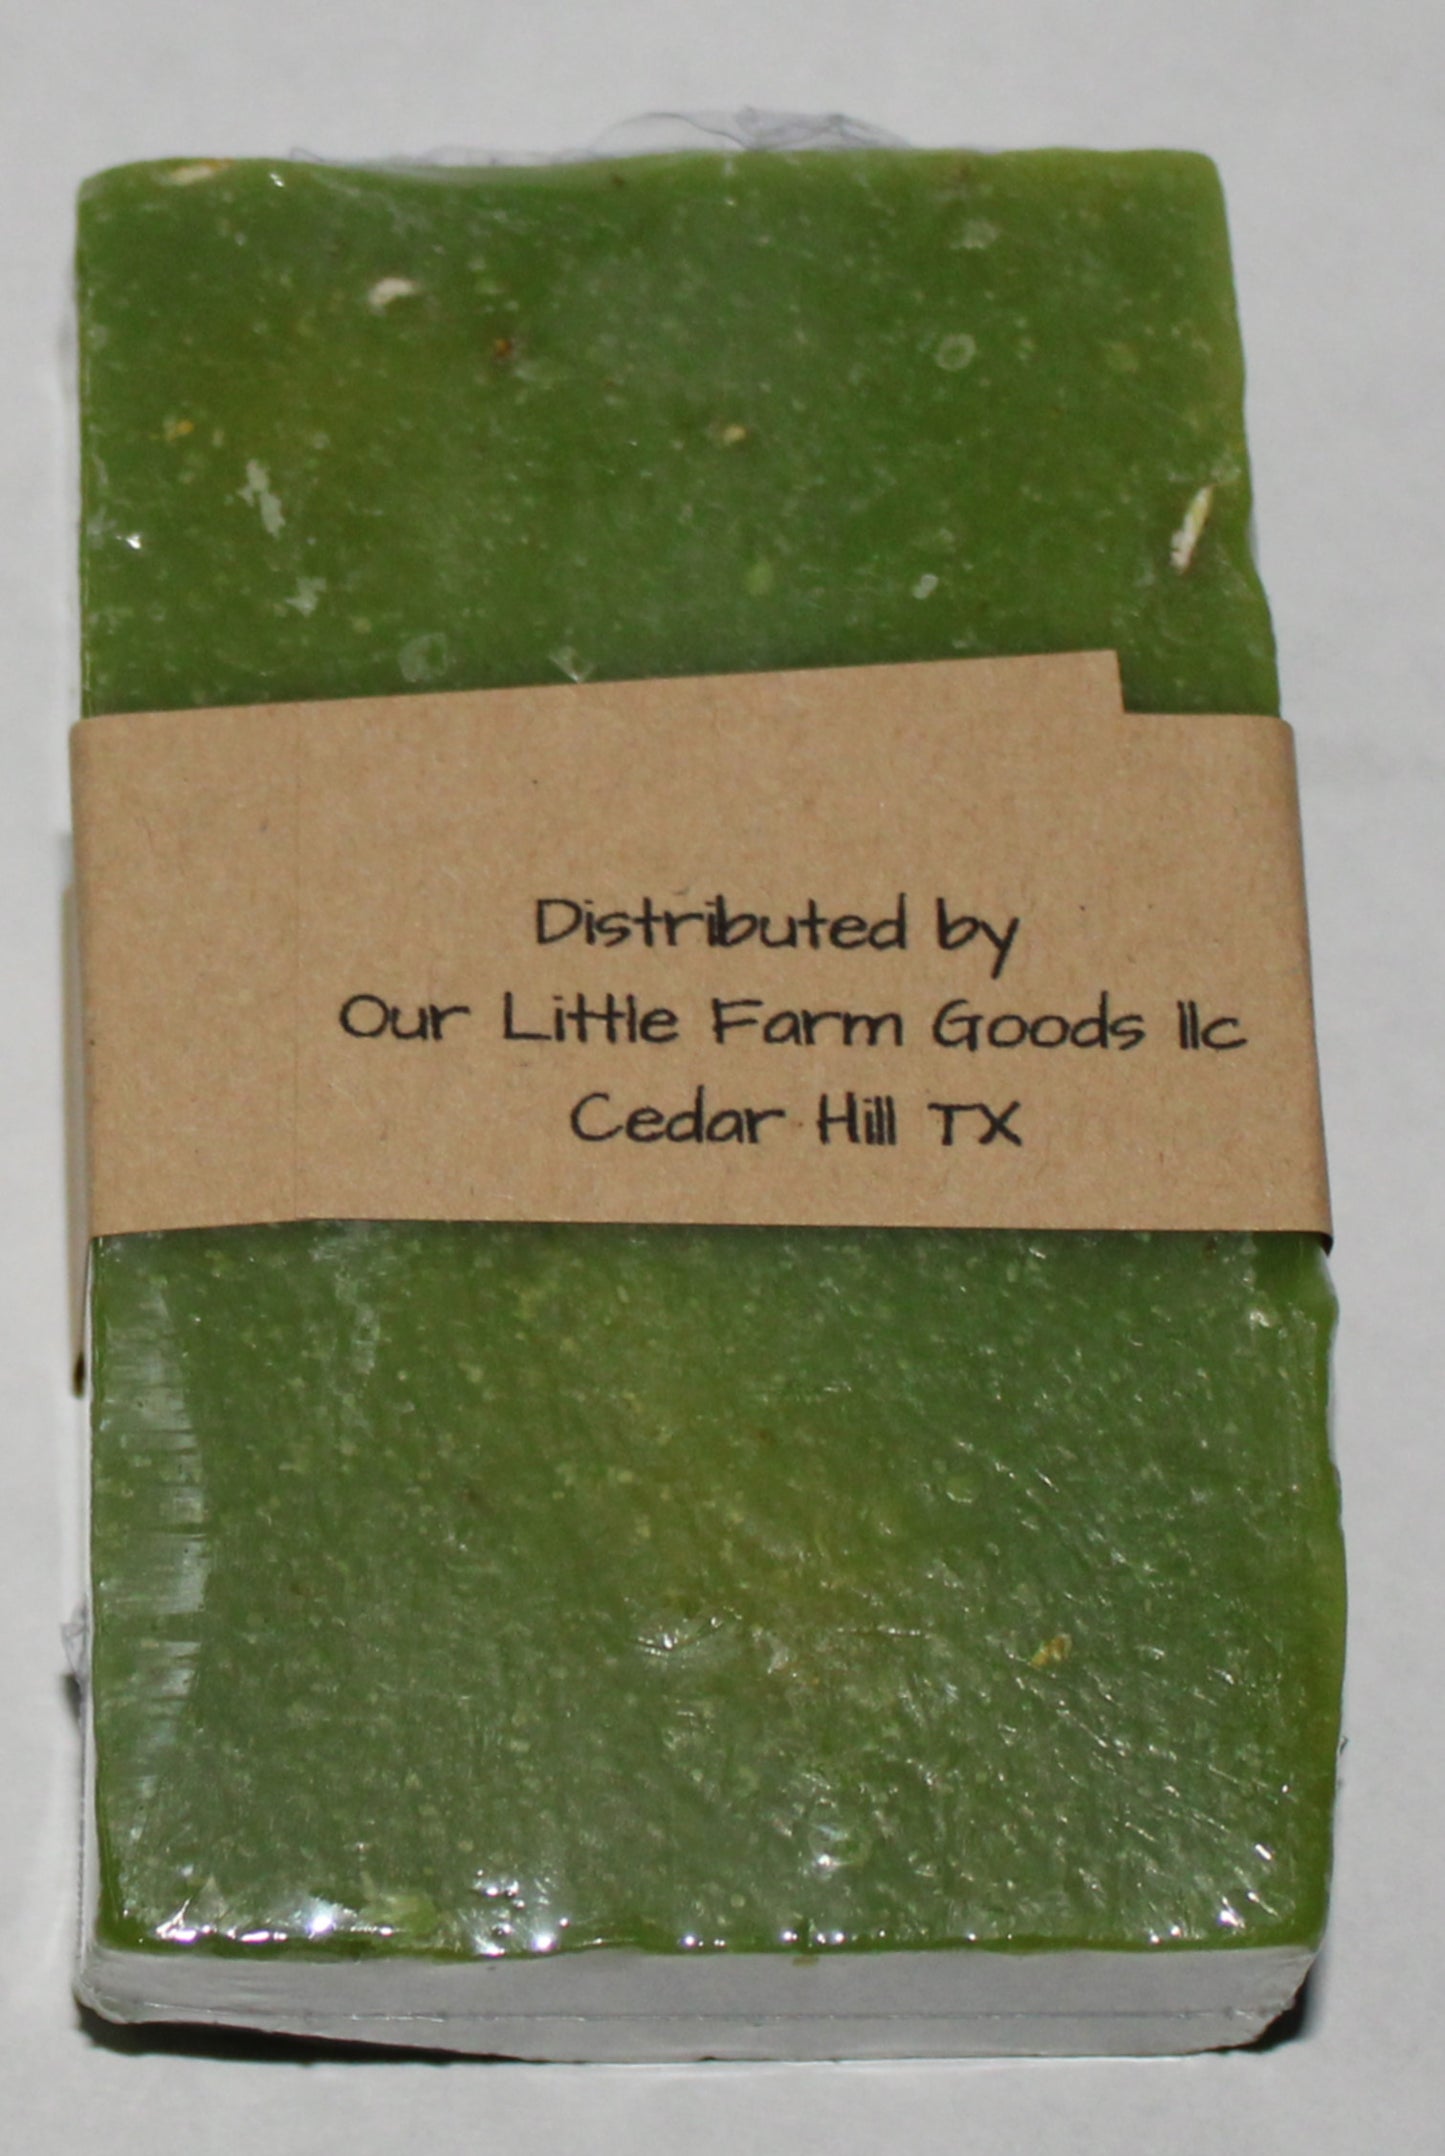 Distributed by
Our Little Farm Goods llc
Cedar Hill TX